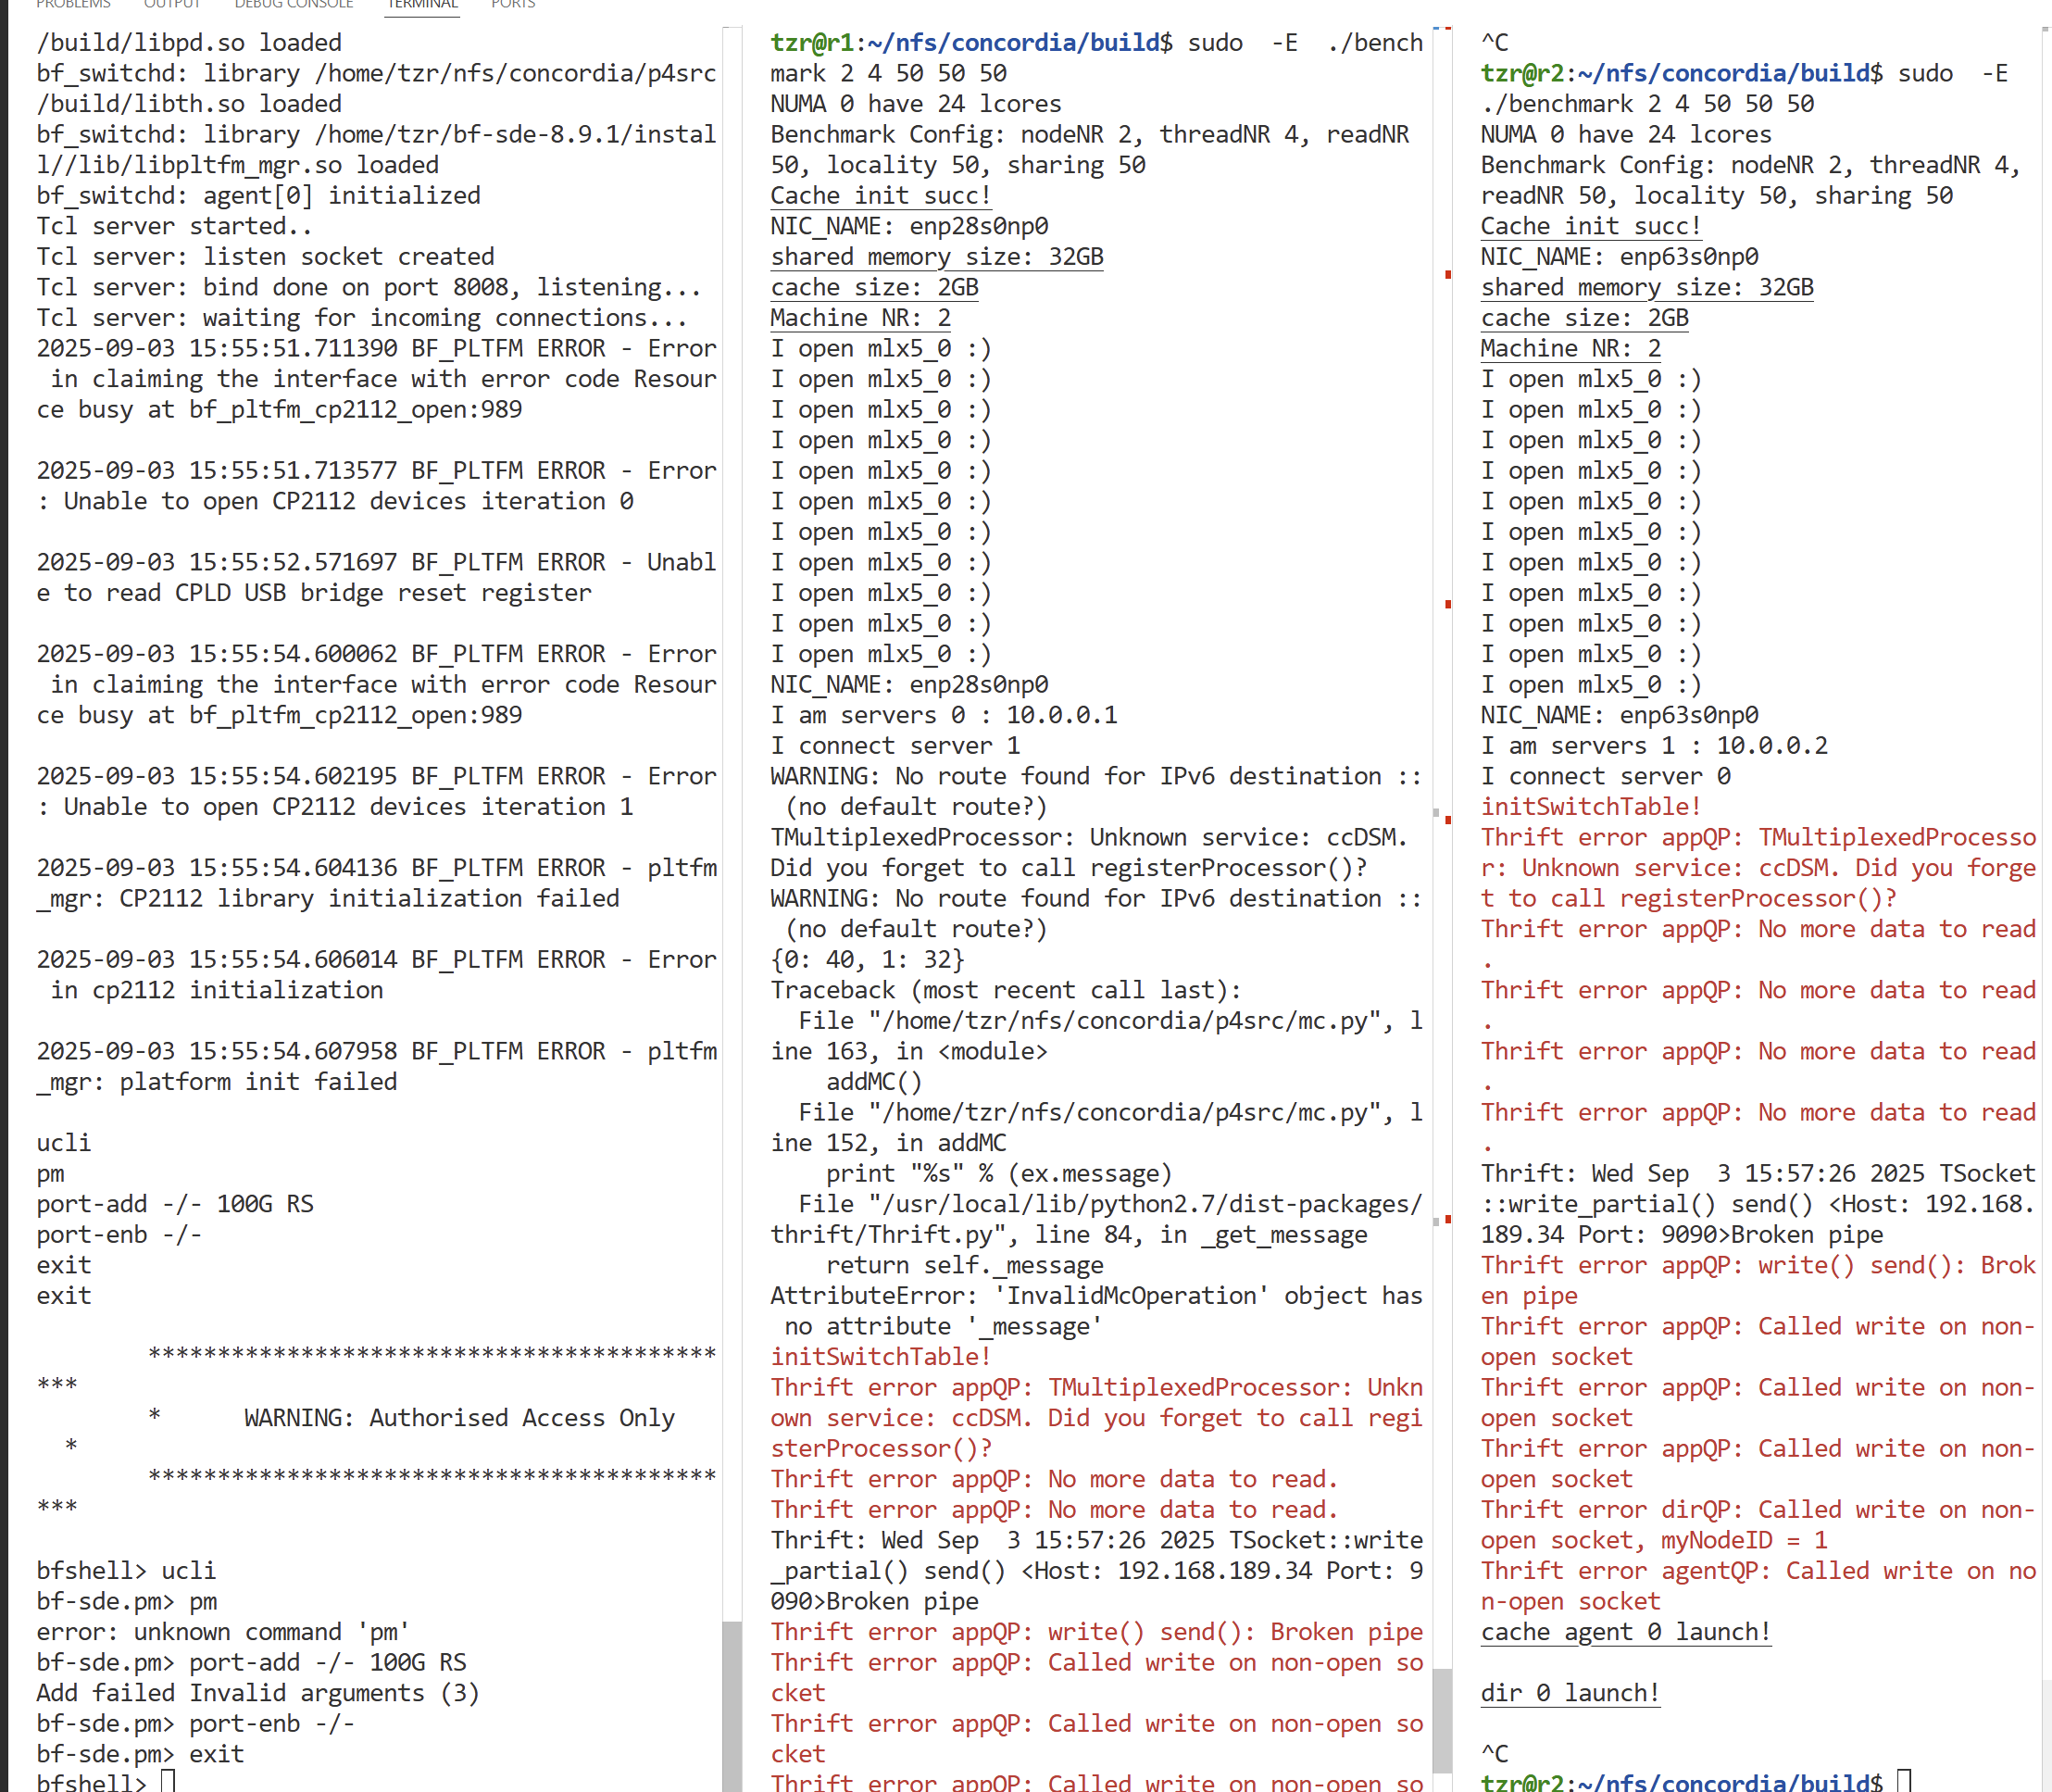 PROBLEMS OUTPUT DEBUG CONSOLE TERMINAL PORTS
/build/libpd.so loaded
bf_switchd: library /home/tzr/nfs/concordia/p4src
/build/libth.so loaded
bf_switchd: library /home/tzr/bf-sde-8.9.1/instal
l//lib/libpltfm_mgr.so loaded
bf_switchd: agent[0] initialized
Tcl server started..
Tcl server: listen socket created
Tcl server: bind done on port 8008, listening...
Tcl server: waiting for incoming connections...
2025-09-03 15:55:51.711390 BF_PLTFM ERROR - Error
 in claiming the interface with error code Resour
ce busy at bf_pltfm_cp2112_open:989
2025-09-03 15:55:51.713577 BF_PLTFM ERROR - Error
: Unable to open CP2112 devices iteration 0
2025-09-03 15:55:52.571697 BF_PLTFM ERROR - Unabl
e to read CPLD USB bridge reset register
2025-09-03 15:55:54.600062 BF_PLTFM ERROR - Error
 in claiming the interface with error code Resour
ce busy at bf_pltfm_cp2112_open:989
2025-09-03 15:55:54.602195 BF_PLTFM ERROR - Error
: Unable to open CP2112 devices iteration 1
2025-09-03 15:55:54.604136 BF_PLTFM ERROR - pltfm
_mgr: CP2112 library initialization failed
2025-09-03 15:55:54.606014 BF_PLTFM ERROR - Error
 in cp2112 initialization
2025-09-03 15:55:54.607958 BF_PLTFM ERROR - pltfm
_mgr: platform init failed
ucli
pm
port-add -/- 100G RS
port-enb -/-
exit
exit
*****************************************
***
*      WARNING: Authorised Access Only
*
*****************************************
***
bfshell> ucli
bf-sde.pm> pm
error: unknown command 'pm'
bf-sde.pm> port-add -/- 100G RS
Add failed Invalid arguments (3)
bf-sde.pm> port-enb -/-
bf-sde.pm> exit
bfshell>
tzr@r1:~/nfs/concordia/build$ sudo  -E  ./bench
mark 2 4 50 50 50
NUMA 0 have 24 lcores
Benchmark Config: nodeNR 2, threadNR 4, readNR
50, locality 50, sharing 50
Cache init succ!
NIC_NAME: enp28s0np0
shared memory size: 32GB
cache size: 2GB
Machine NR: 2
I open mlx5_0 :)
I open mlx5_0 :)
I open mlx5_0 :)
I open mlx5_0 :)
I open mlx5_0 :)
I open mlx5_0 :)
I open mlx5_0 :)
I open mlx5_0 :)
I open mlx5_0 :)
I open mlx5_0 :)
I open mlx5_0 :)
NIC_NAME: enp28s0np0
I am servers 0 : 10.0.0.1
I connect server 1
WARNING: No route found for IPv6 destination ::
 (no default route?)
TMultiplexedProcessor: Unknown service: ccDSM.
Did you forget to call registerProcessor()?
WARNING: No route found for IPv6 destination ::
 (no default route?)
{0: 40, 1: 32}
Traceback (most recent call last):
  File "/home/tzr/nfs/concordia/p4src/mc.py", l
ine 163, in <module>
    addMC()
  File "/home/tzr/nfs/concordia/p4src/mc.py", l
ine 152, in addMC
    print "%s" % (ex.message)
  File "/usr/local/lib/python2.7/dist-packages/
thrift/Thrift.py", line 84, in _get_message
    return self._message
AttributeError: 'InvalidMcOperation' object has
 no attribute '_message'
initSwitchTable!
Thrift error appQP: TMultiplexedProcessor: Unkn
own service: ccDSM. Did you forget to call regi
sterProcessor()?
Thrift error appQP: No more data to read.
Thrift error appQP: No more data to read.
Thrift: Wed Sep  3 15:57:26 2025 TSocket::write
_partial() send() <Host: 192.168.189.34 Port: 9
090>Broken pipe
Thrift error appQP: write() send(): Broken pipe
Thrift error appQP: Called write on non-open so
cket
Thrift error appQP: Called write on non-open so
cket
Thrift error appQP: Called write on non-open so
^C
tzr@r2:~/nfs/concordia/build$ sudo  -E
./benchmark 2 4 50 50 50
NUMA 0 have 24 lcores
Benchmark Config: nodeNR 2, threadNR 4,
readNR 50, locality 50, sharing 50
Cache init succ!
NIC_NAME: enp63s0np0
shared memory size: 32GB
cache size: 2GB
Machine NR: 2
I open mlx5_0 :)
I open mlx5_0 :)
I open mlx5_0 :)
I open mlx5_0 :)
I open mlx5_0 :)
I open mlx5_0 :)
I open mlx5_0 :)
I open mlx5_0 :)
I open mlx5_0 :)
I open mlx5_0 :)
I open mlx5_0 :)
NIC_NAME: enp63s0np0
I am servers 1 : 10.0.0.2
I connect server 0
initSwitchTable!
Thrift error appQP: TMultiplexedProcesso
r: Unknown service: ccDSM. Did you forge
t to call registerProcessor()?
Thrift error appQP: No more data to read
.
Thrift error appQP: No more data to read
.
Thrift error appQP: No more data to read
.
Thrift error appQP: No more data to read
.
Thrift: Wed Sep  3 15:57:26 2025 TSocket
::write_partial() send() <Host: 192.168.
189.34 Port: 9090>Broken pipe
Thrift error appQP: write() send(): Brok
en pipe
Thrift error appQP: Called write on non-
open socket
Thrift error appQP: Called write on non-
open socket
Thrift error appQP: Called write on non-
open socket
Thrift error dirQP: Called write on non-
open socket, myNodeID = 1
Thrift error agentQP: Called write on no
n-open socket
cache agent 0 launch!
dir 0 launch!
^C
tzr@r2:~/nfs/concordia/build$